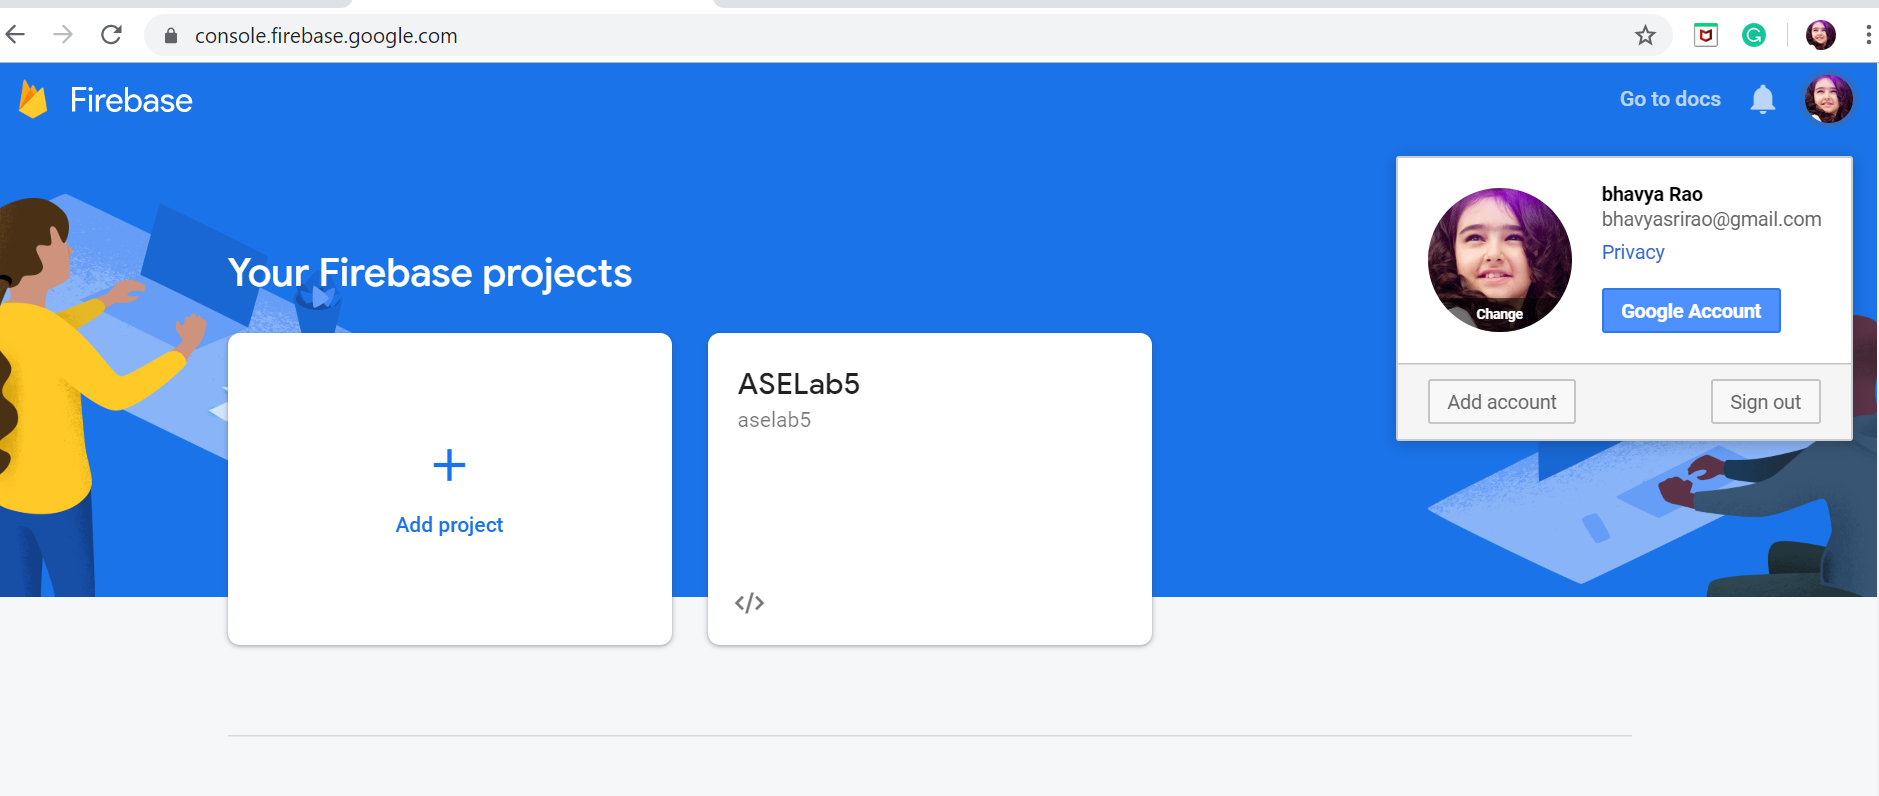 console.firebase.google.com
Firebase
Go to docs
bhavya Rao
bhavyasrirao@gmail.com
Privacy
Google Account
Change
Add account
Sign out
Your Firebase projects
+
Add project
ASELab5
aselab5
</>